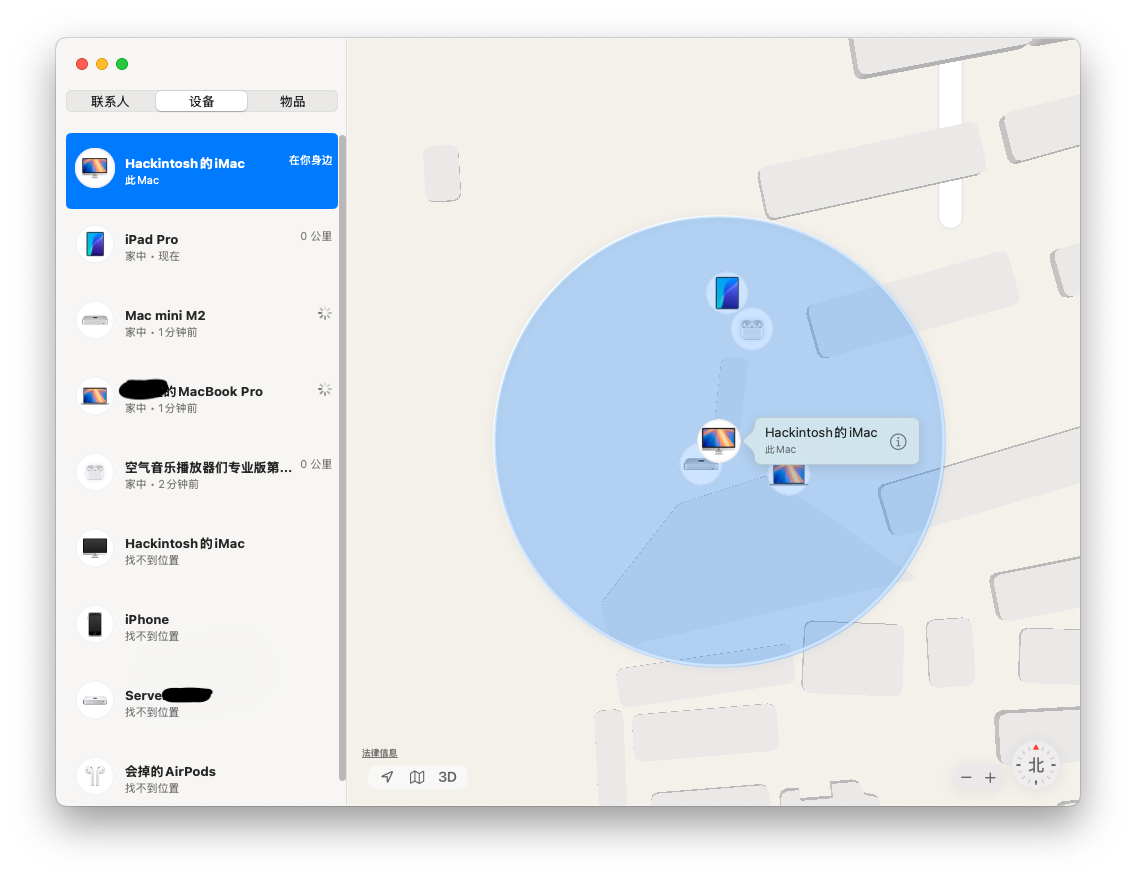 联系人
设备
物品
Hackintosh的iMac
在你身边
此Mac
iPad Pro
0 公里
家中・现在
Mac mini M2
家中・1分钟前
的MacBook Pro
家中・1分钟前
空气音乐播放器们专业版第...
0 公里
家中・2分钟前
Hackintosh的iMac
找不到位置
iPhone
找不到位置
Serve
找不到位置
会掉的AirPods
找不到位置
Hackintosh的iMac
此Mac
法律信息
3D
北